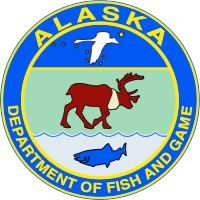 ALASKA
DEPARTMENT OF FISH AND GAME